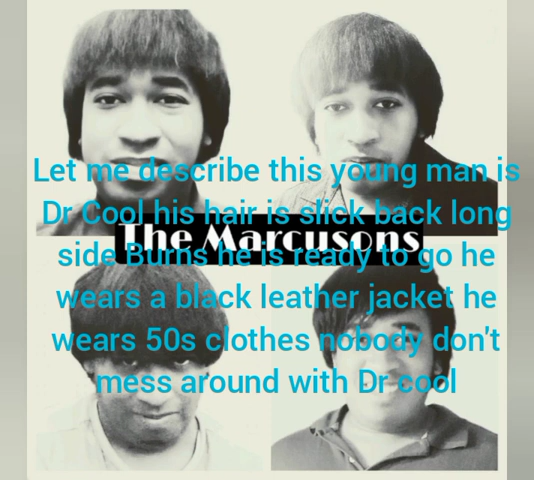 Let me describe this young man is
Dr Cool his hair is slick back long
The Marcusons
side Burns he is ready to go he
wears a black leather jacket he
wears 50s clothes nobody don't
mess around with Dr cool